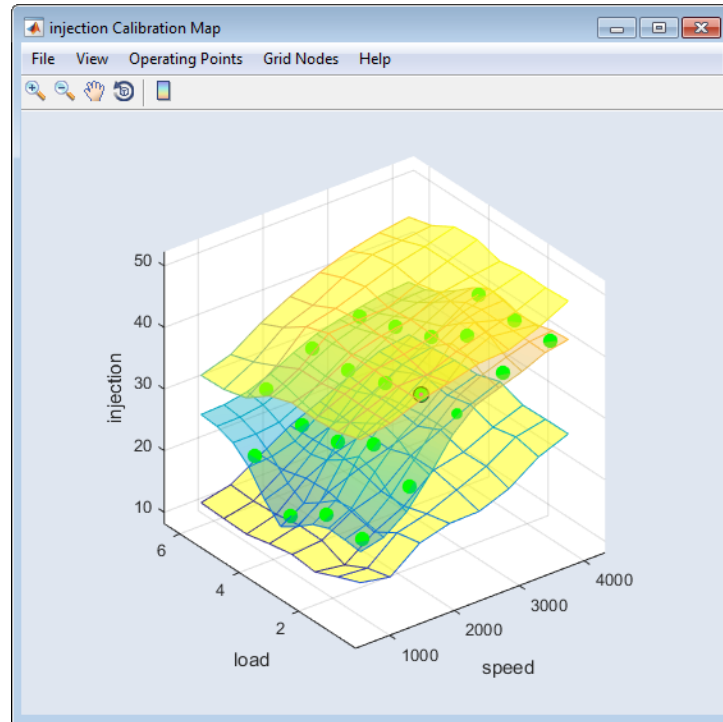 injection Calibration Map
File View Operating Points Grid Nodes Help
50
40
30
20
10
injection
6
4
2
load
1000
2000
3000
4000
speed